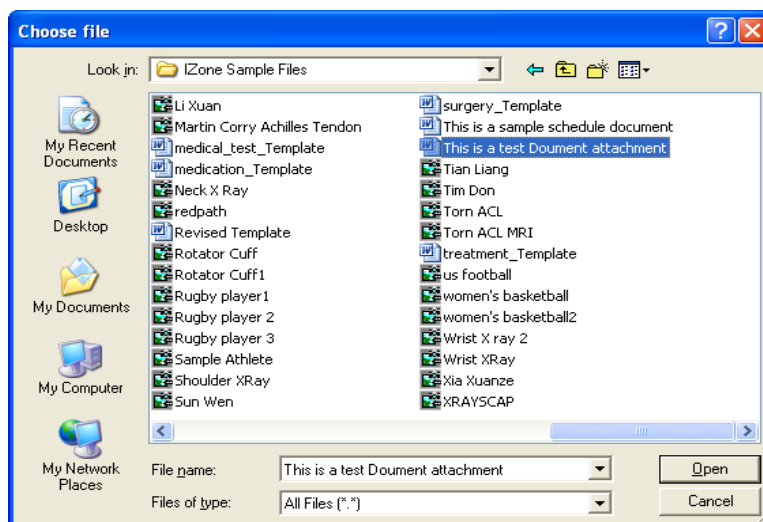 Choose file
Look in:
IZone Sample Files
My Recent
Documents
Desktop
My Documents
My Computer
My Network
Places
Li Xuan
Martin Corry Achilles Tendon
medical_test_Template
medication_Template
Neck X Ray
redpath
Revised Template
Rotator Cuff
Rotator Cuff1
Rugby player1
Rugby player 2
Rugby player 3
Sample Athlete
Shoulder XRay
Sun Wen
surgery_Template
This is a sample schedule document
This is a test Doument attachment
Tian Liang
Tim Don
Torn ACL
Torn ACL MRI
treatment_Template
us football
women's basketball
women's basketball2
Wrist X ray 2
Wrist XRay
Xia Xuanze
XRAYSCAP
File name:
This is a test Doument attachment
Open
Files of type:
All Files (*.*)
Cancel